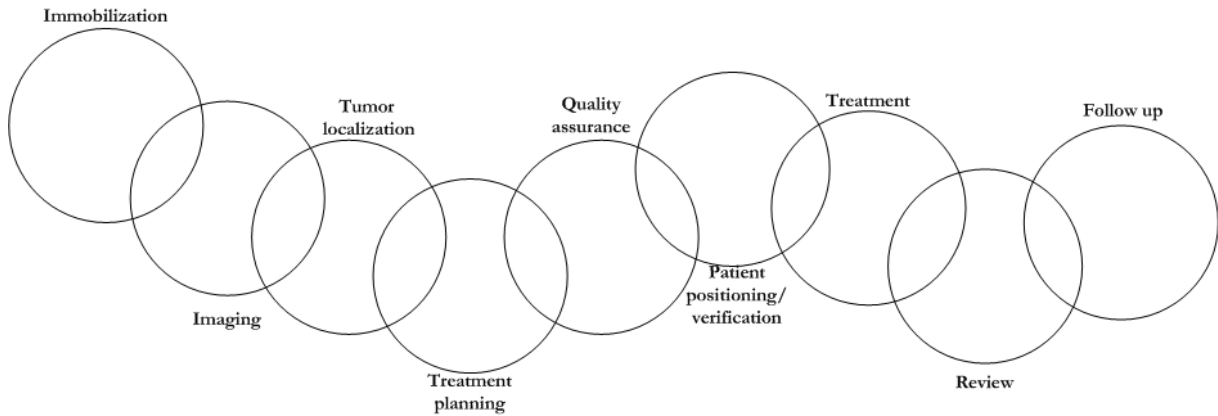 Immobilization
Imaging
Tumor
localization
Treatment
planning
Quality
assurance
Patient
positioning/
verification
Treatment
Review
Follow up